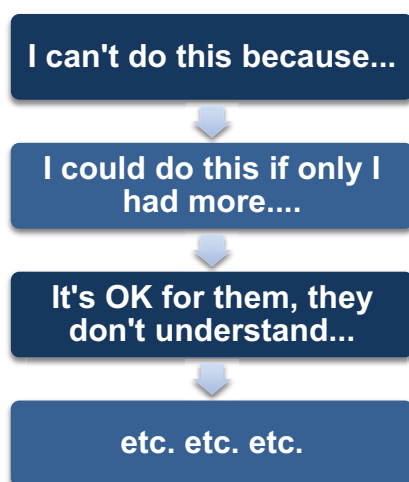 I can't do this because...
I could do this if only I
had more....
It's OK for them, they
don't understand...
etc. etc. etc.